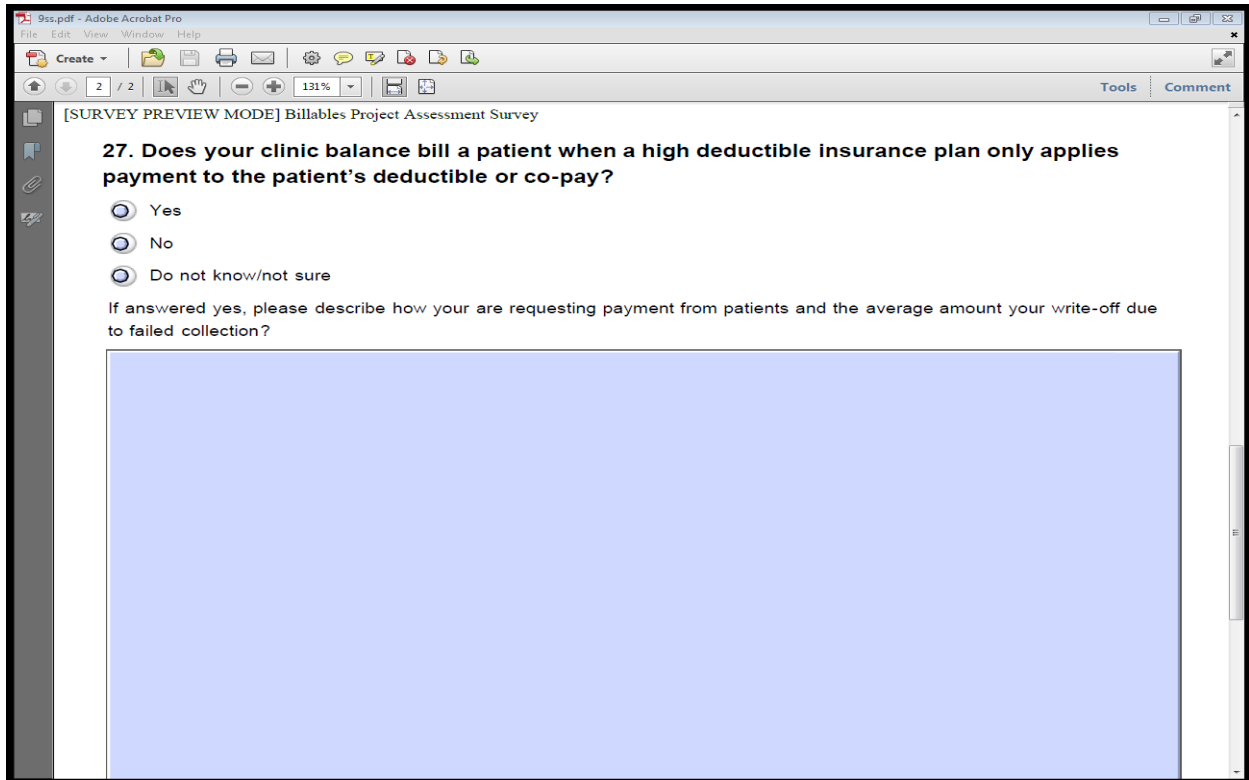 9ss.pdf - Adobe Acrobat Pro
File Edit View Window Help
Create
2 / 2 131% Tools Comment
[SURVEY PREVIEW MODE] Billables Project Assessment Survey
27. Does your clinic balance bill a patient when a high deductible insurance plan only applies
payment to the patient's deductible or co-pay?
Yes
No
Do not know/not sure
If answered yes, please describe how your are requesting payment from patients and the average amount your write-off due
to failed collection?